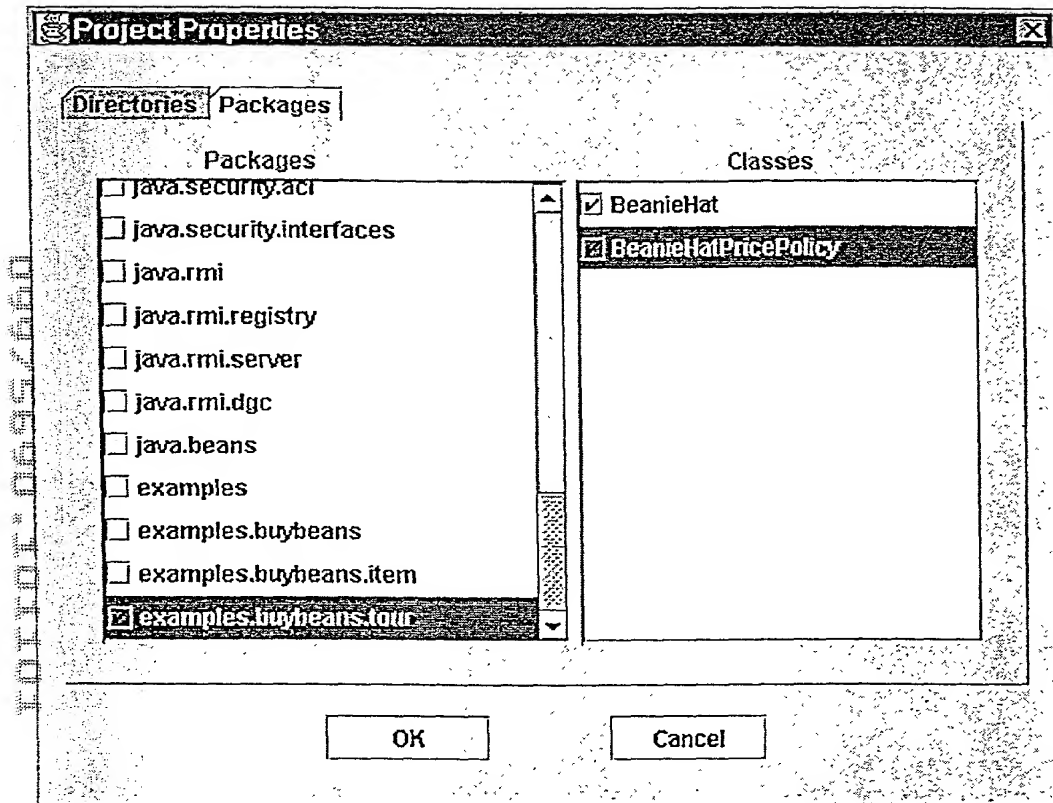 Project Properties
Directories Packages
Packages
Classes
java.security.acl
java.security.interfaces
java.rmi
java.rmi.registry
java.rmi.server
java.rmi.dgc
java.beans
examples
examples.buybeans
examples.buybeans.item
examples.buybeans.tour
BeanieHat
BeanieHatPricePolicy
OK
Cancel